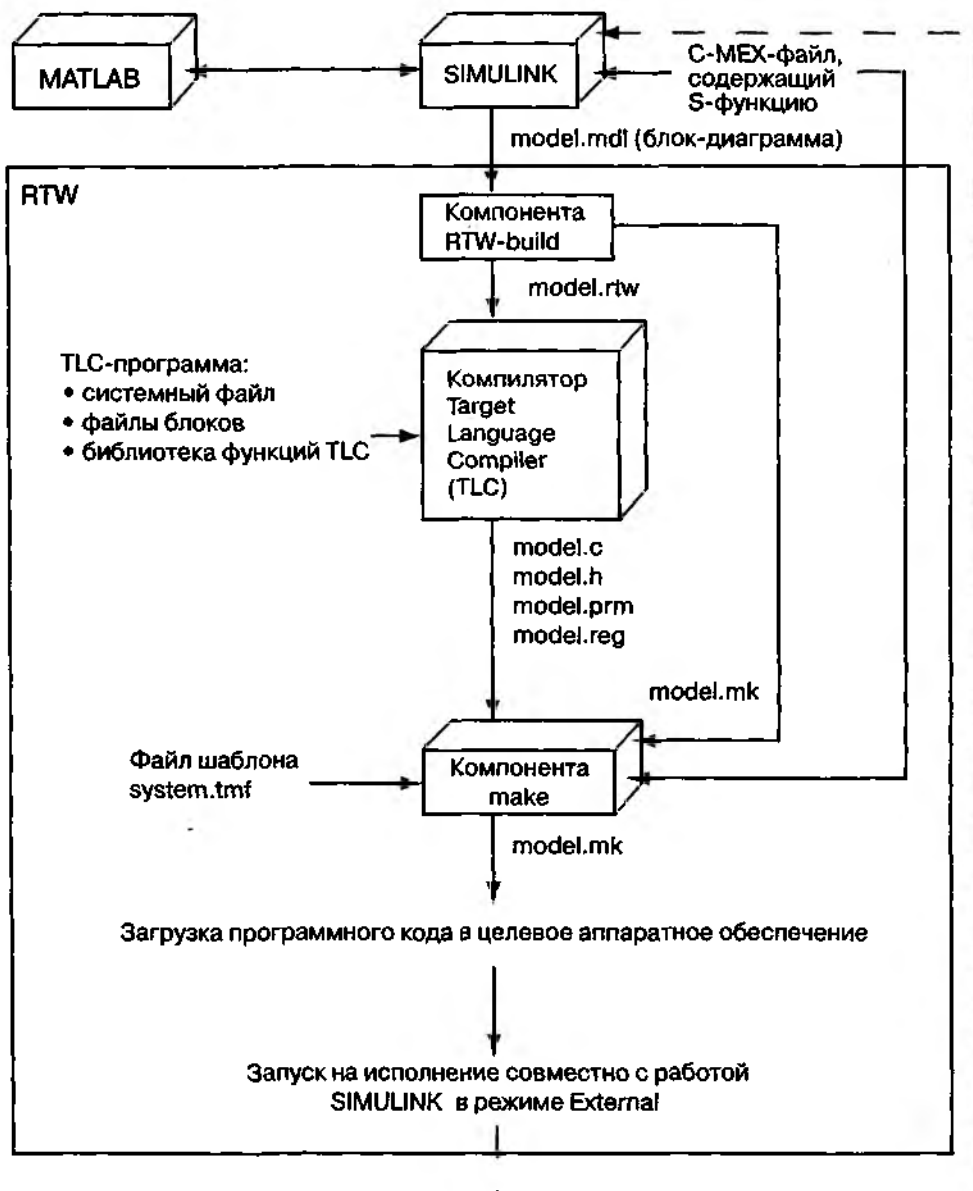 MATLAB
SIMULINK
C-MEX-файл,
содержащий
S-функцию
model.mdl (блок-диаграмма)
RTW
Компонента
RTW-build
model.rtw
TLC-программа:
• системный файл
• файлы блоков
• библиотека функций TLC
Компилятор
Target
Language
Compiler
(TLC)
model.c
model.h
model.prm
model.reg
model.mk
Файл шаблона
system.tmf
Компонента
make
model.mk
Загрузка программного кода в целевое аппаратное обеспечение
Запуск на исполнение совместно с работой
SIMULINK в режиме External